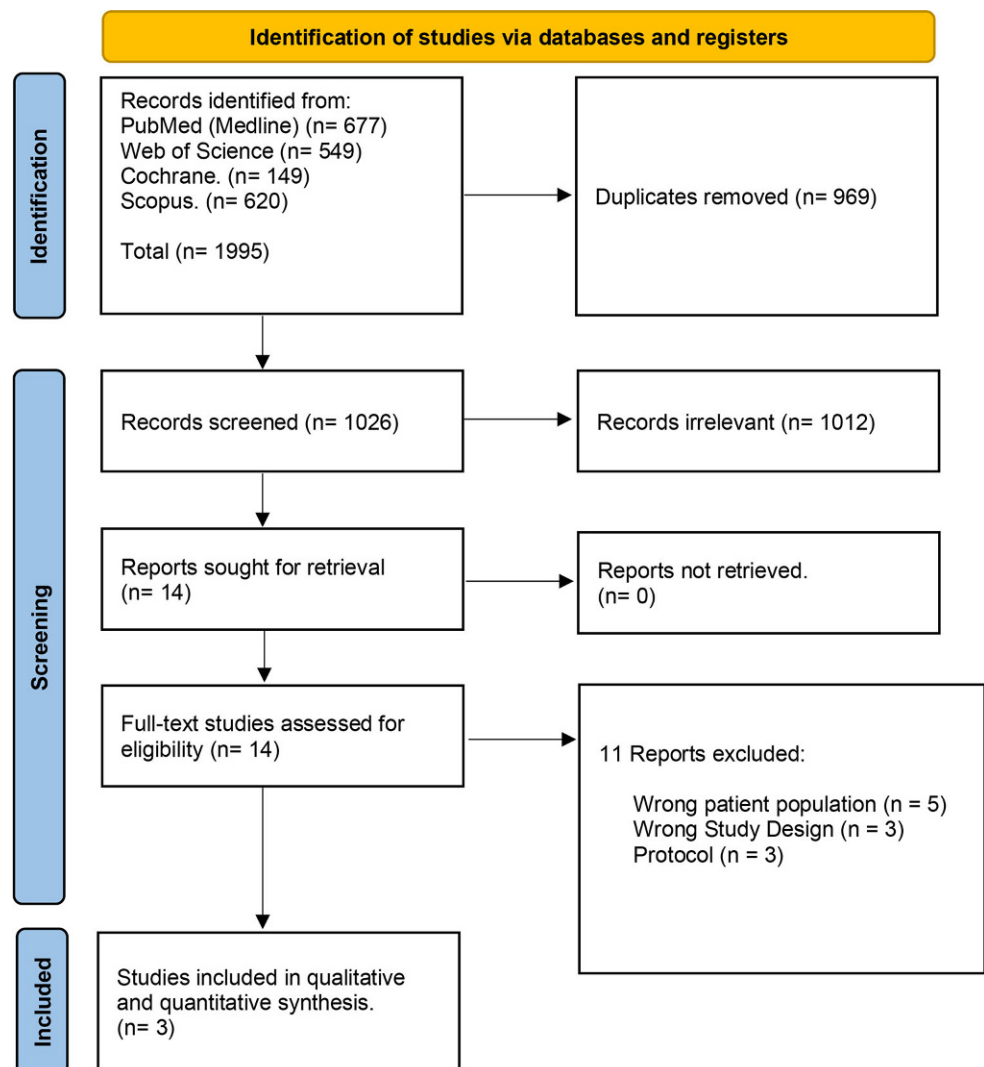 Identification of studies via databases and registers
Identification
Records identified from:
PubMed (Medline) (n= 677)
Web of Science (n= 549)
Cochrane. (n= 149)
Scopus. (n= 620)
Total (n= 1995)
Duplicates removed (n= 969)
Screening
Records screened (n= 1026)
Records irrelevant (n= 1012)
Reports sought for retrieval
(n= 14)
Reports not retrieved.
(n= 0)
Full-text studies assessed for
eligibility (n= 14)
11 Reports excluded:
Wrong patient population (n = 5)
Wrong Study Design (n = 3)
Protocol (n = 3)
Included
Studies included in qualitative
and quantitative synthesis.
(n= 3)